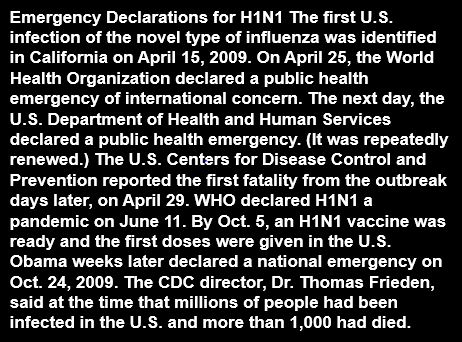 Emergency Declarations for H1N1 The first U.S.
infection of the novel type of influenza was identified
in California on April 15, 2009. On April 25, the World
Health Organization declared a public health
emergency of international concern. The next day, the
U.S. Department of Health and Human Services
declared a public health emergency. (It was repeatedly
renewed.) The U.S. Centers for Disease Control and
Prevention reported the first fatality from the outbreak
days later, on April 29. WHO declared H1N1 a
pandemic on June 11. By Oct. 5, an H1N1 vaccine was
ready and the first doses were given in the U.S.
Obama weeks later declared a national emergency on
Oct. 24, 2009. The CDC director, Dr. Thomas Frieden,
said at the time that millions of people had been
infected in the U.S. and more than 1,000 had died.